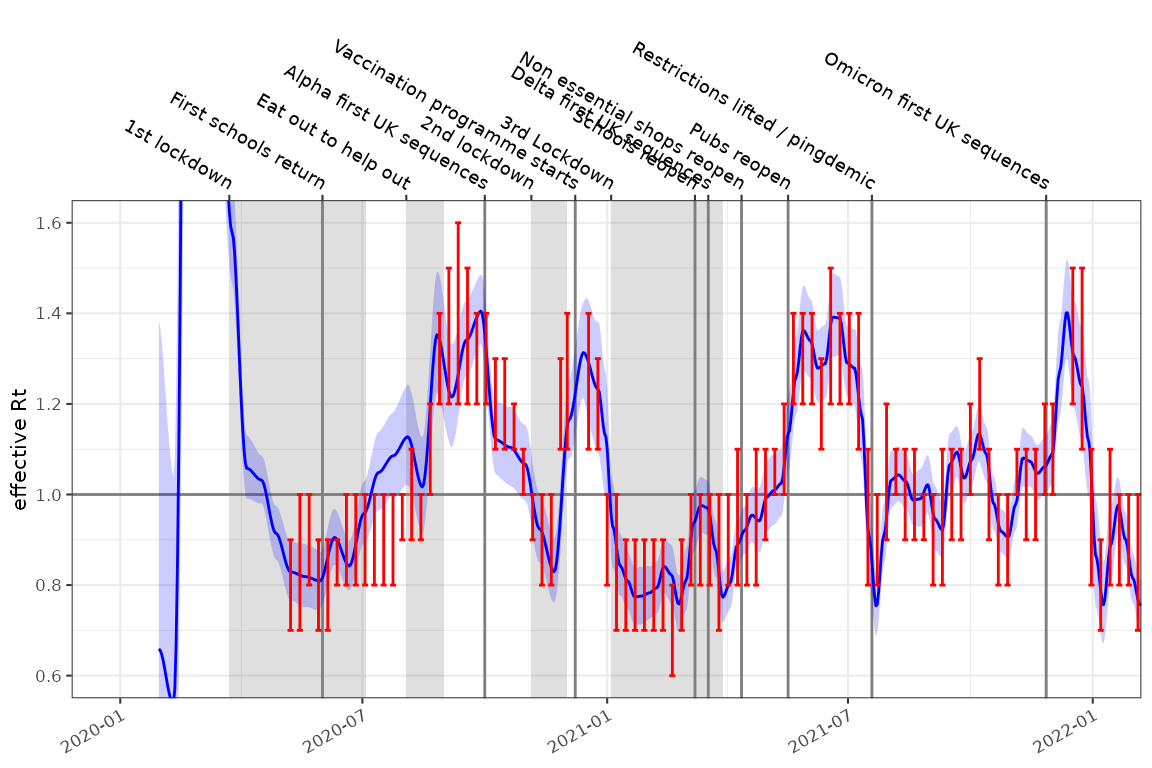 1st lockdown
First schools return
Eat out to help out
Alpha first UK sequences
2nd lockdown
Vaccination programme starts
3rd Lockdown
Schools reopen
Delta first UK sequences
Non essential shops reopen
Pubs reopen
Restrictions lifted / pingdemic
Omicron first UK sequences
effective Rt
1.6
1.4
1.2
1.0
0.8
0.6
2020-01
2020-07
2021-01
2021-07
2022-01